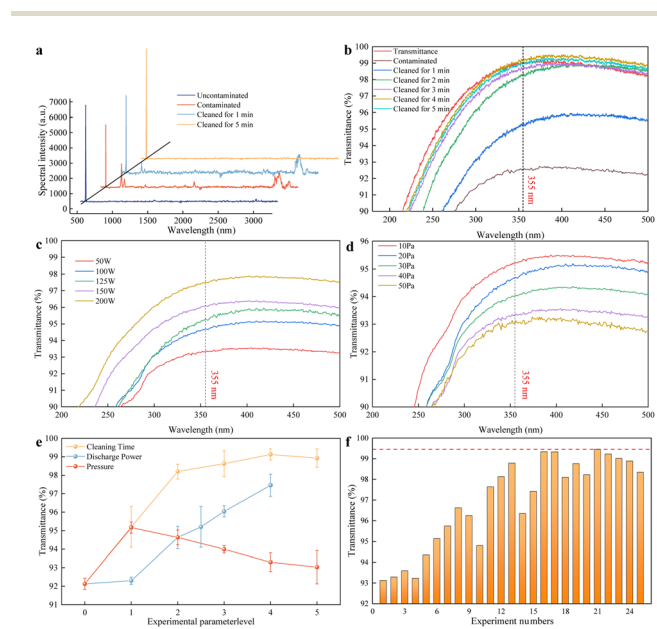 a
Spectral intensity (a.u.)
7000
6000
5000
4000
3000
2000
1000
0
500 1000 1500 2000 2500 3000
Wavelength (nm)
Uncontaminated
Contaminated
Cleaned for 1 min
Cleaned for 5 min
b
Transmittance (%)
100
99
98
97
96
95
94
93
92
91
90
200 250 300 350 400 450 500
Wavelength (nm)
Transmittance
Contaminated
Cleaned for 1 min
Cleaned for 2 min
Cleaned for 3 min
Cleaned for 4 min
Cleaned for 5 min
355 nm
c
Transmittance (%)
100
99
98
97
96
95
94
93
92
91
90
200 250 300 350 400 450 500
Wavelength (nm)
50W
100W
125W
150W
200W
355 nm
d
Transmittance (%)
96
95
94
93
92
91
90
200 250 300 350 400 450 500
Wavelength (nm)
10Pa
20Pa
30Pa
40Pa
50Pa
355 nm
e
Transmittance (%)
100
99
98
97
96
95
94
93
92
91
0 1 2 3 4 5
Experimental parameterlevel
Cleaning Time
Discharge Power
Pressure
f
Transmittance (%)
100
99
98
97
96
95
94
93
92
0 3 6 9 12 15 18 21 24
Experiment numbers